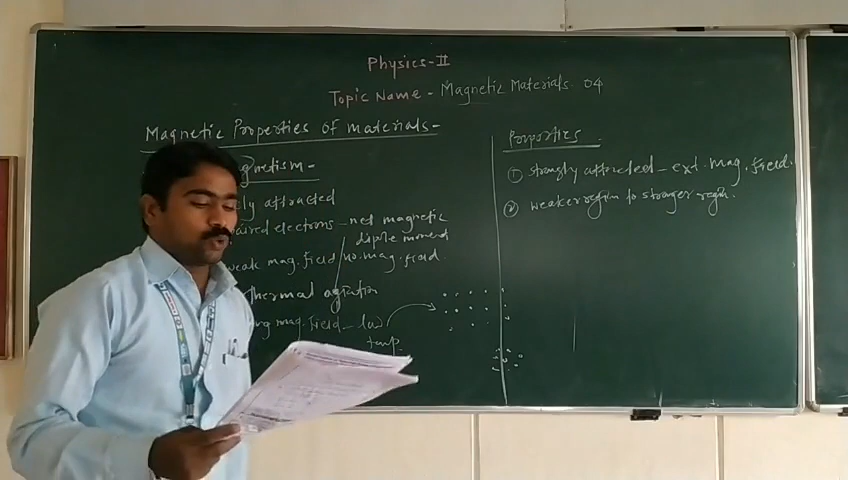 Physics-II
Topic Name - Magnetic Materials 04
Magnetic Properties of materials-
gnetism-
ly attracted
aired electrons - net magnetic
dipole moment
weak mag. field / no. mag. field.
thermal agitation
ng mag. field - low
temp.
Properties
① strongly attracted - ext. mag. field.
② weaker region to stronger region.